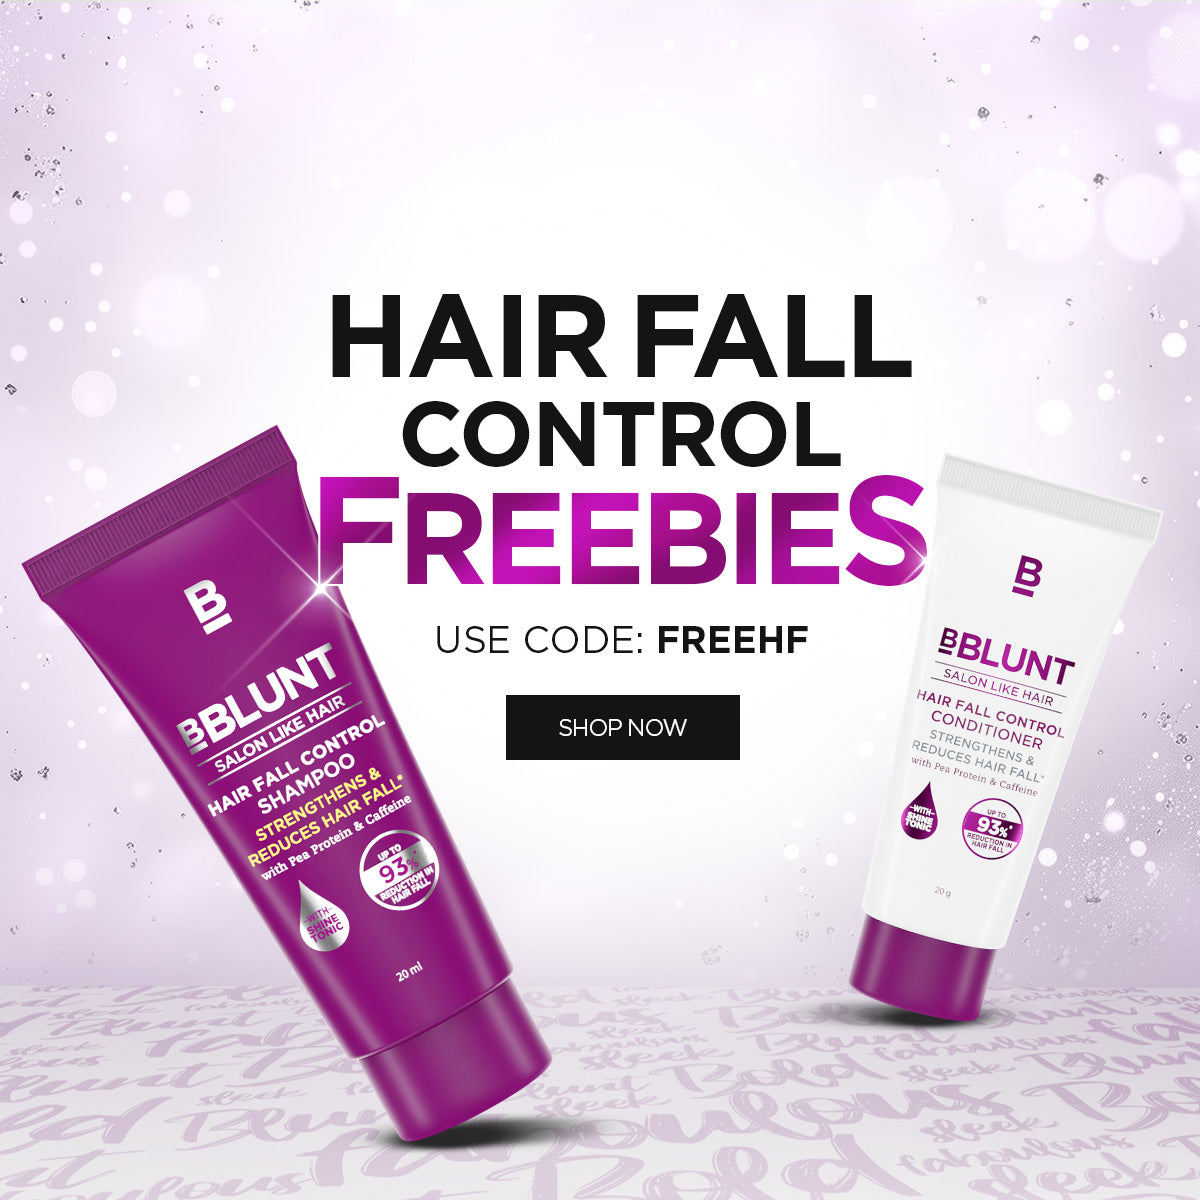 HAIR FALL
CONTROL
FREEBIES
USE CODE: FREEHF
SHOP NOW
B
BBLUNT
SALON LIKE HAIR
HAIR FALL CONTROL
SHAMPOO
STRENGTHENS &
REDUCES HAIR FALL*
with Pea Protein & Caffeine
UP TO
93%*
REDUCTION IN
HAIR FALL
-WITH-
SHINE
TONIC
20 ml
B
BBLUNT
SALON LIKE HAIR
HAIR FALL CONTROL
CONDITIONER
STRENGTHENS &
REDUCES HAIR FALL*
with Pea Protein & Caffeine
-WITH-
SHINE
TONIC
UP TO
93%*
REDUCTION IN
HAIR FALL
20 g